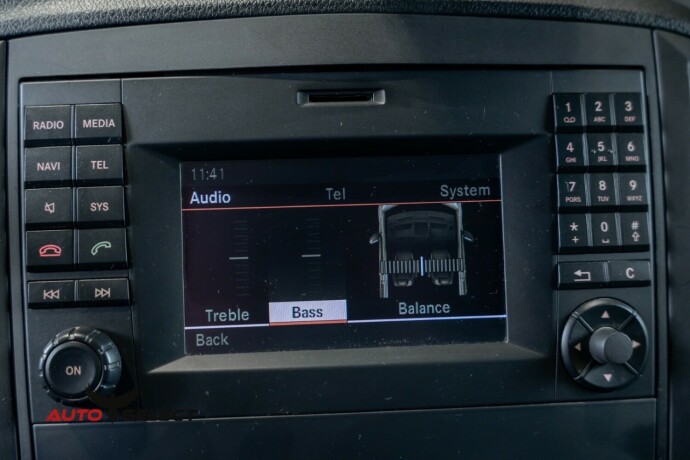 RADIO MEDIA
NAVI TEL
SYS
ON
11:41
Audio Tel System
Treble Bass Balance
Back
1 2 ABC 3 DEF
4 GHI 5 JKL 6 MNO
7 PQRS 8 TUV 9 WXYZ
* + 0 #
C
AUTO SELECT